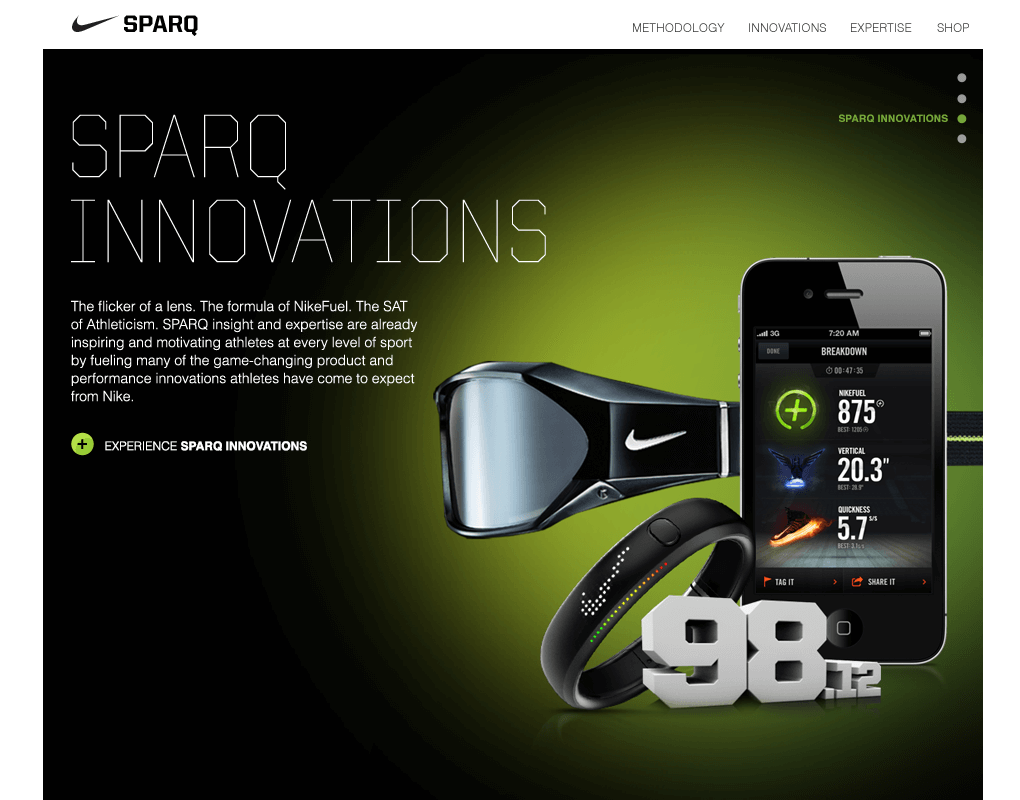 SPARQ
METHODOLOGY INNOVATIONS EXPERTISE SHOP
SPARQ INNOVATIONS
SPARQ
INNOVATIONS
The flicker of a lens. The formula of NikeFuel. The SAT
of Athleticism. SPARQ insight and expertise are already
inspiring and motivating athletes at every level of sport
by fueling many of the game-changing product and
performance innovations athletes have come to expect
from Nike.
EXPERIENCE SPARQ INNOVATIONS
3G 7:20 AM
DONE BREAKDOWN
00:47:35
NIKEFUEL
875
BEST: 1205
VERTICAL
20.3"
BEST: 28.9"
QUICKNESS
5.7 S/S
TAG IT
SHARE IT
98.12